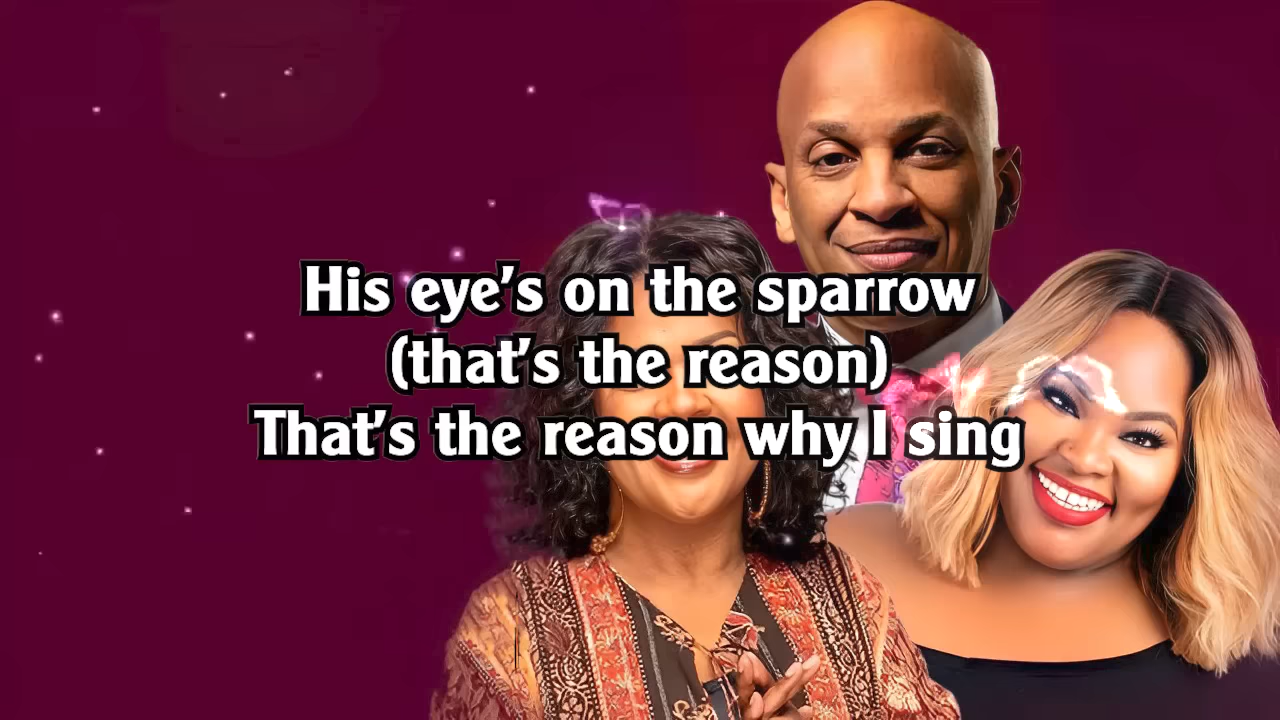 His eye's on the sparrow
(that's the reason)
That's the reason why I sing